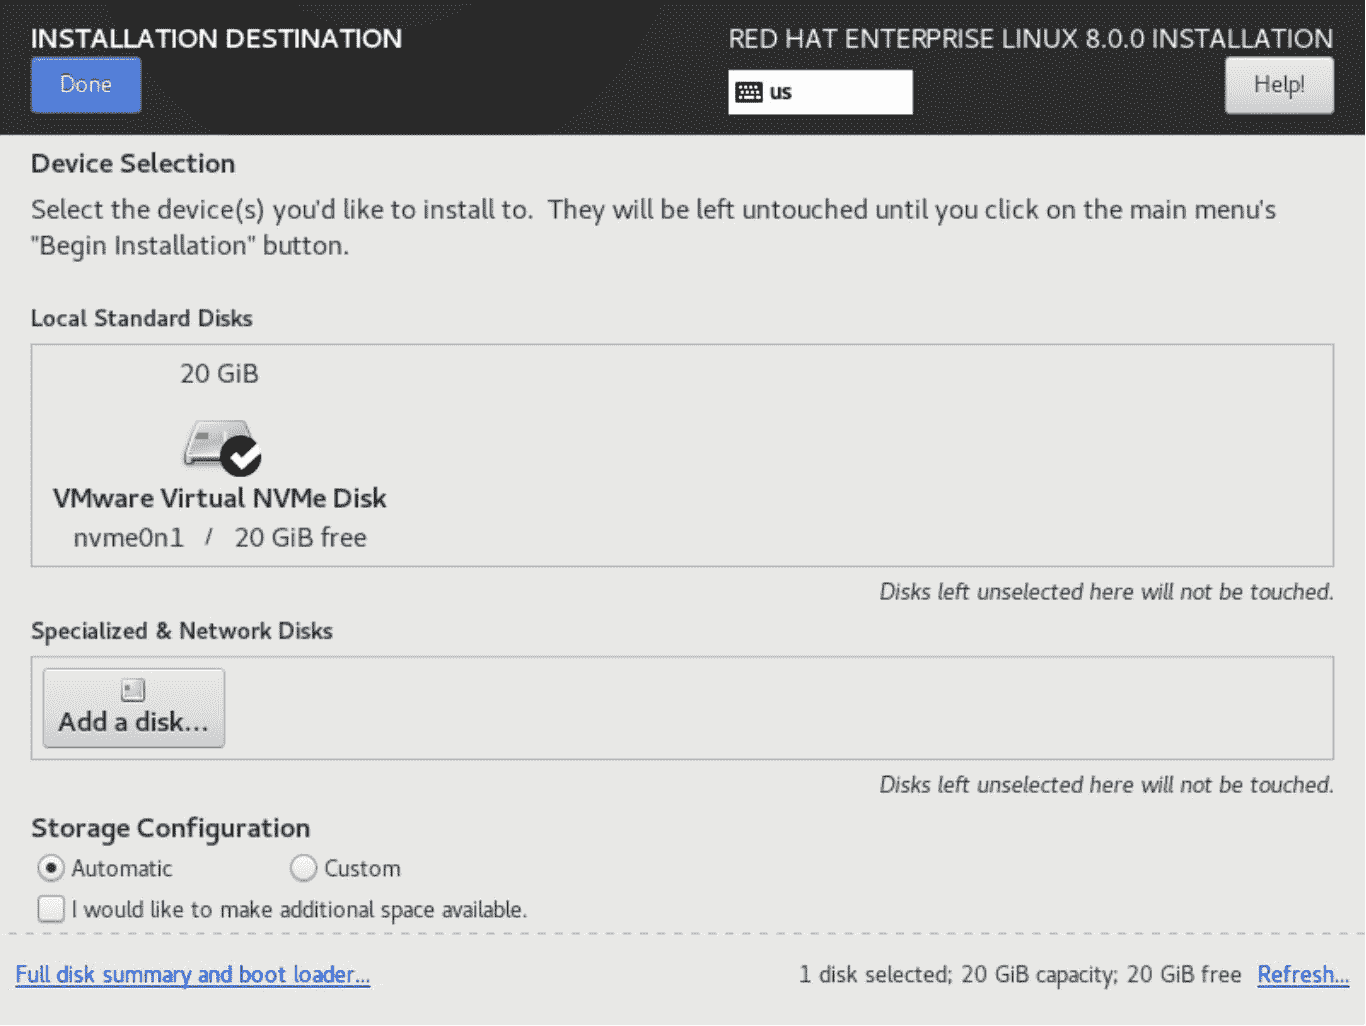 INSTALLATION DESTINATION
RED HAT ENTERPRISE LINUX 8.0.0 INSTALLATION
Done
us
Help!
Device Selection
Select the device(s) you'd like to install to.  They will be left untouched until you click on the main menu's
"Begin Installation" button.
Local Standard Disks
20 GiB
VMware Virtual NVMe Disk
nvme0n1 / 20 GiB free
Disks left unselected here will not be touched.
Specialized & Network Disks
Add a disk...
Disks left unselected here will not be touched.
Storage Configuration
Automatic
Custom
I would like to make additional space available.
Full disk summary and boot loader...
1 disk selected; 20 GiB capacity; 20 GiB free
Refresh...